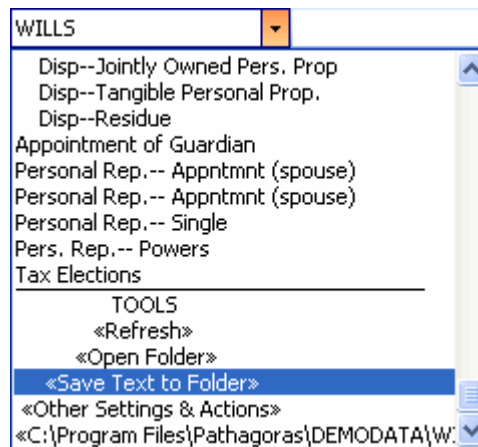 WILLS
Disp--Jointly Owned Pers. Prop
Disp--Tangible Personal Prop.
Disp--Residue
Appointment of Guardian
Personal Rep.-- Appntmnt (spouse)
Personal Rep.-- Appntmnt (spouse)
Personal Rep.-- Single
Pers. Rep.-- Powers
Tax Elections
TOOLS
«Refresh»
«Open Folder»
«Save Text to Folder»
«Other Settings & Actions»
«C:\Program Files\Pathagoras\DEMODATA\